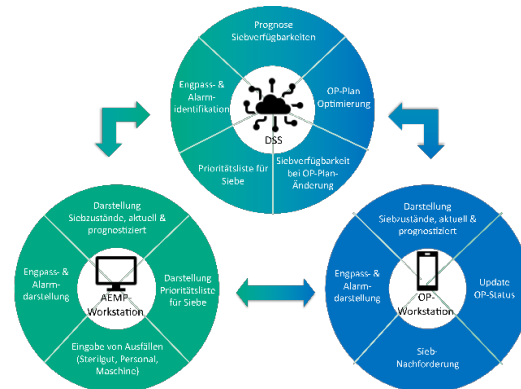 Prognose
Siebverfügbarkeiten
Engpass- &
Alarm-
identifikation
OP-Plan
Optimierung
DSS
Prioritätsliste für
Siebe
Siebverfügbarkeit
bei OP-Plan-
Änderung
Darstellung
Siebzustände, aktuell &
prognostiziert
Engpass- &
Alarm-
darstellung
AEMP-
Workstation
Darstellung
Prioritätsliste
für Siebe
Eingabe von Ausfällen
(Sterilgut, Personal,
Maschine)
Darstellung
Siebzustände, aktuell &
prognostiziert
Engpass- &
Alarm-
darstellung
OP-
Workstation
Update
OP-Status
Sieb-
Nachforderung